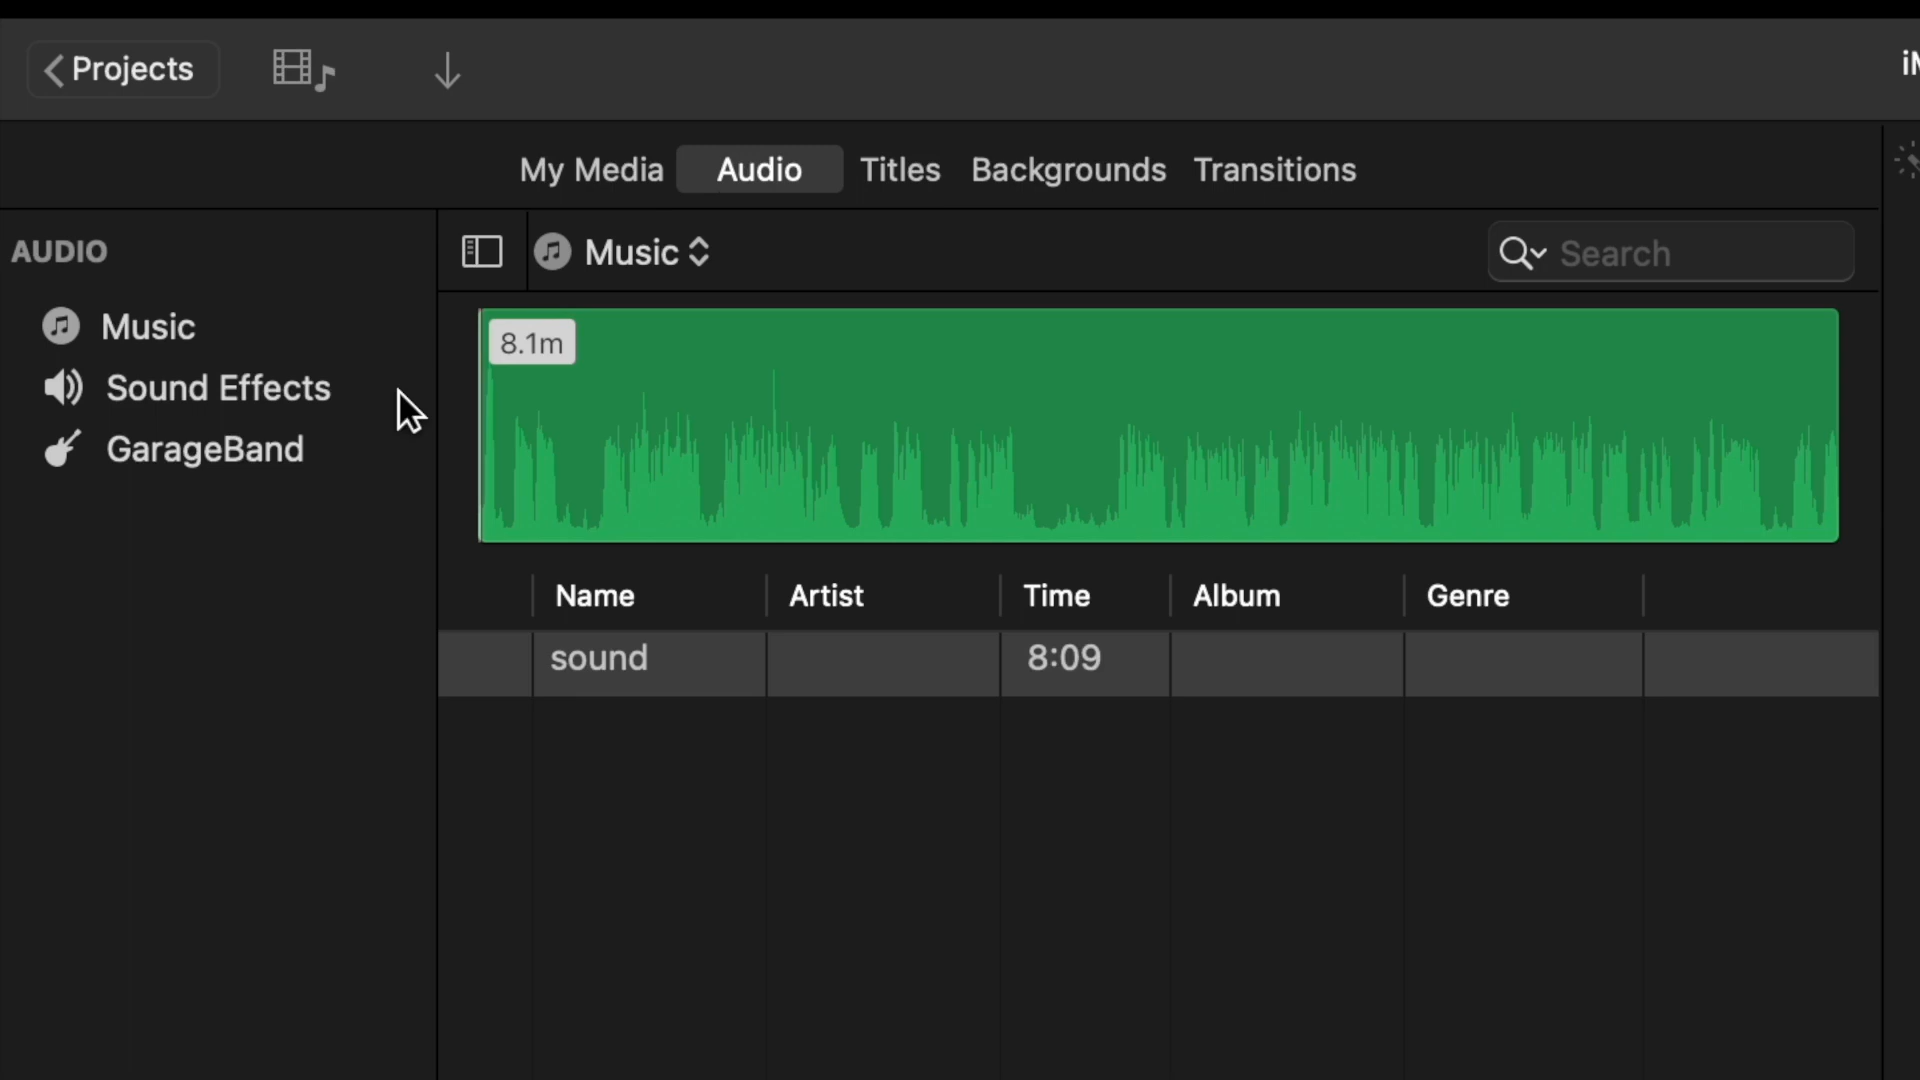 Projects
iM
My Media Audio Titles Backgrounds Transitions
AUDIO
Music
Search
Music
Sound Effects
GarageBand
8.1m
Name Artist Time Album Genre
sound 8:09